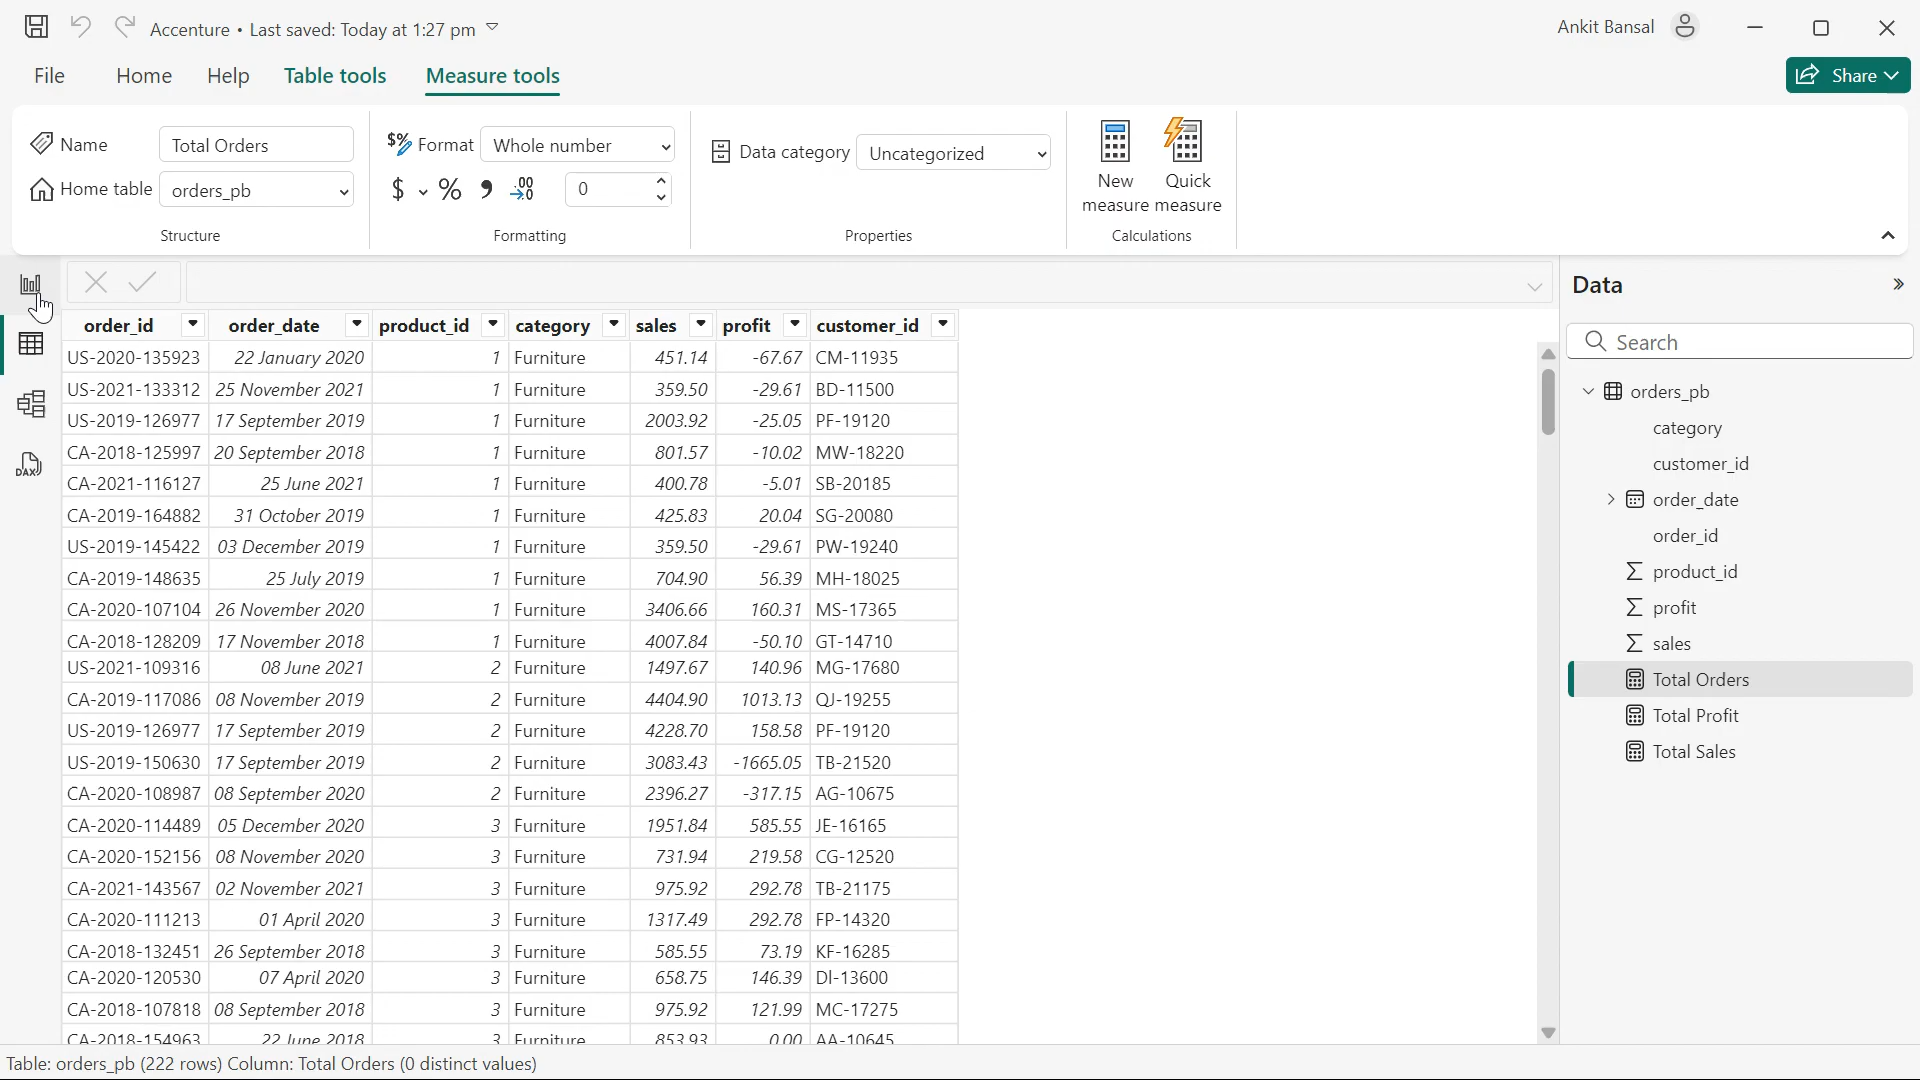 Accenture • Last saved: Today at 1:27 pm
Ankit Bansal
File Home Help Table tools Measure tools
Share
Name Total Orders
Home table orders_pb
Structure
$% Format Whole number
$ % , .00 0
Formatting
Data category Uncategorized
Properties
New measure
Quick measure
Calculations
DAX
order_id order_date product_id category sales profit customer_id
US-2020-135923 22 January 2020 1 Furniture 451.14 -67.67 CM-11935
US-2021-133312 25 November 2021 1 Furniture 359.50 -29.61 BD-11500
US-2019-126977 17 September 2019 1 Furniture 2003.92 -25.05 PF-19120
CA-2018-125997 20 September 2018 1 Furniture 801.57 -10.02 MW-18220
CA-2021-116127 25 June 2021 1 Furniture 400.78 -5.01 SB-20185
CA-2019-164882 31 October 2019 1 Furniture 425.83 20.04 SG-20080
US-2019-145422 03 December 2019 1 Furniture 359.50 -29.61 PW-19240
CA-2019-148635 25 July 2019 1 Furniture 704.90 56.39 MH-18025
CA-2020-107104 26 November 2020 1 Furniture 3406.66 160.31 MS-17365
CA-2018-128209 17 November 2018 1 Furniture 4007.84 -50.10 GT-14710
US-2021-109316 08 June 2021 2 Furniture 1497.67 140.96 MG-17680
CA-2019-117086 08 November 2019 2 Furniture 4404.90 1013.13 QJ-19255
US-2019-126977 17 September 2019 2 Furniture 4228.70 158.58 PF-19120
US-2019-150630 17 September 2019 2 Furniture 3083.43 -1665.05 TB-21520
CA-2020-108987 08 September 2020 2 Furniture 2396.27 -317.15 AG-10675
CA-2020-114489 05 December 2020 3 Furniture 1951.84 585.55 JE-16165
CA-2020-152156 08 November 2020 3 Furniture 731.94 219.58 CG-12520
CA-2021-143567 02 November 2021 3 Furniture 975.92 292.78 TB-21175
CA-2020-111213 01 April 2020 3 Furniture 1317.49 292.78 FP-14320
CA-2018-132451 26 September 2018 3 Furniture 585.55 73.19 KF-16285
CA-2020-120530 07 April 2020 3 Furniture 658.75 146.39 DI-13600
CA-2018-107818 08 September 2018 3 Furniture 975.92 121.99 MC-17275
CA-2018-154963 22 June 2018 3 Furniture 853.93 0.00 AA-10645
Data
Search
orders_pb
category
customer_id
order_date
order_id
product_id
profit
sales
Total Orders
Total Profit
Total Sales
Table: orders_pb (222 rows) Column: Total Orders (0 distinct values)